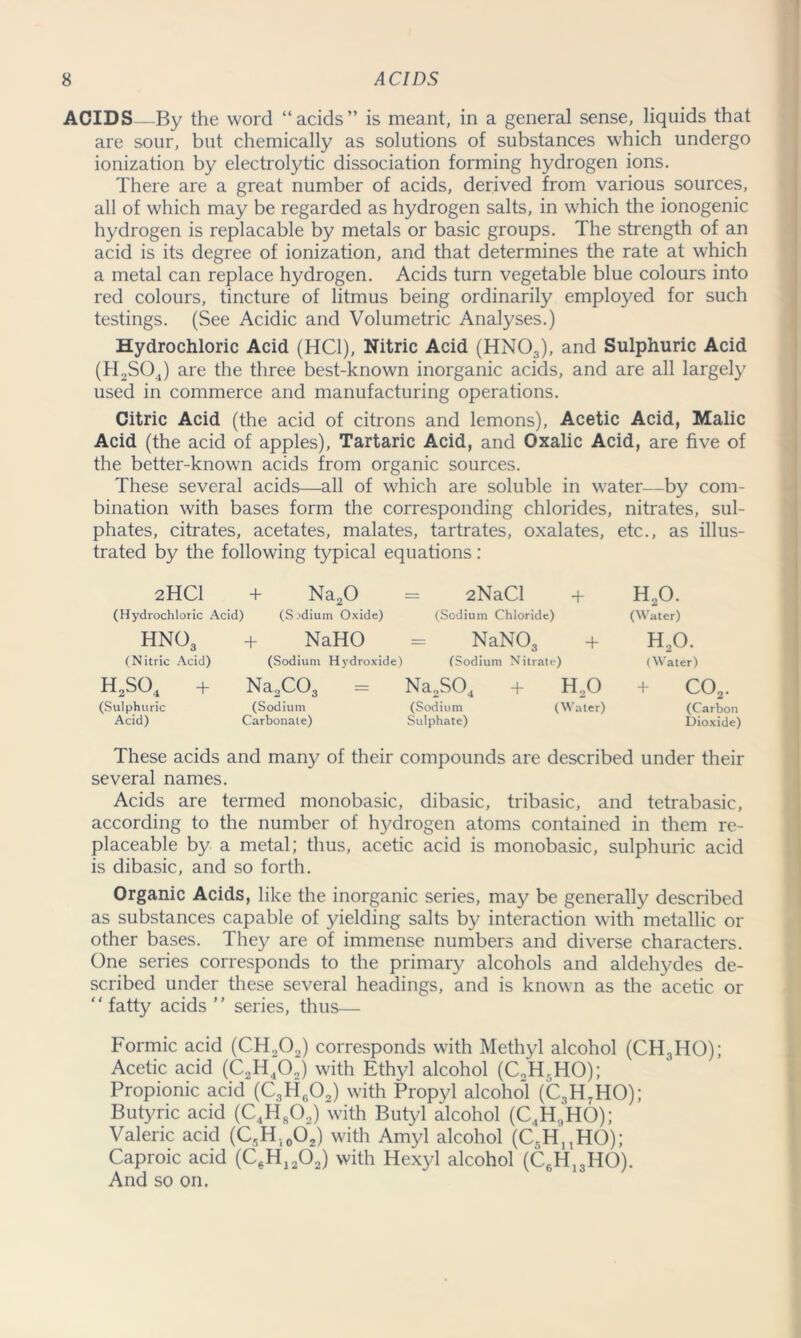 8 ACIDS
ACIDS—By the word “acids” is meant, in a general sense, liquids that
are sour, but chemically as solutions of substances which undergo
ionization by electrolytic dissociation forming hydrogen ions.
There are a great number of acids, derived from various sources,
all of which may be regarded as hydrogen salts, in which the ionogenic
hydrogen is replacable by metals or basic groups. The strength of an
acid is its degree of ionization, and that determines the rate at which
a metal can replace hydrogen. Acids turn vegetable blue colours into
red colours, tincture of litmus being ordinarily employed for such
testings. (See Acidic and Volumetric Analyses.)
Hydrochloric Acid (HCl), Nitric Acid (HNO₃), and Sulphuric Acid
(H₂SO₄) are the three best-known inorganic acids, and are all largely
used in commerce and manufacturing operations.
Citric Acid (the acid of citrons and lemons), Acetic Acid, Malic
Acid (the acid of apples), Tartaric Acid, and Oxalic Acid, are five of
the better-known acids from organic sources.
These several acids—all of which are soluble in water—by com-
bination with bases form the corresponding chlorides, nitrates, sul-
phates, citrates, acetates, malates, tartrates, oxalates, etc., as illus-
trated by the following typical equations:
2HCl + Na₂O = 2NaCl + H₂O.
(Hydrochloric Acid) (Sodium Oxide) (Sodium Chloride) (Water)
HNO₃ + NaHO = NaNO₃ + H₂O.
(Nitric Acid) (Sodium Hydroxide) (Sodium Nitrate) (Water)
H₂SO₄ + Na₂CO₃ = Na₂SO₄ + H₂O + CO₂.
(Sulphuric (Sodium (Sodium (Water) (Carbon
Acid) Carbonate) Sulphate) Dioxide)
These acids and many of their compounds are described under their
several names.
Acids are termed monobasic, dibasic, tribasic, and tetrabasic,
according to the number of hydrogen atoms contained in them re-
placeable by a metal; thus, acetic acid is monobasic, sulphuric acid
is dibasic, and so forth.
Organic Acids, like the inorganic series, may be generally described
as substances capable of yielding salts by interaction with metallic or
other bases. They are of immense numbers and diverse characters.
One series corresponds to the primary alcohols and aldehydes de-
scribed under these several headings, and is known as the acetic or
“fatty acids” series, thus—
Formic acid (CH₂O₂) corresponds with Methyl alcohol (CH₃HO);
Acetic acid (C₂H₄O₂) with Ethyl alcohol (C₂H₅HO);
Propionic acid (C₃H₆O₂) with Propyl alcohol (C₃H₇HO);
Butyric acid (C₄H₈O₂) with Butyl alcohol (C₄H₉HO);
Valeric acid (C₅H₁₀O₂) with Amyl alcohol (C₅H₁₁HO);
Caproic acid (C₆H₁₂O₂) with Hexyl alcohol (C₆H₁₃HO).
And so on.